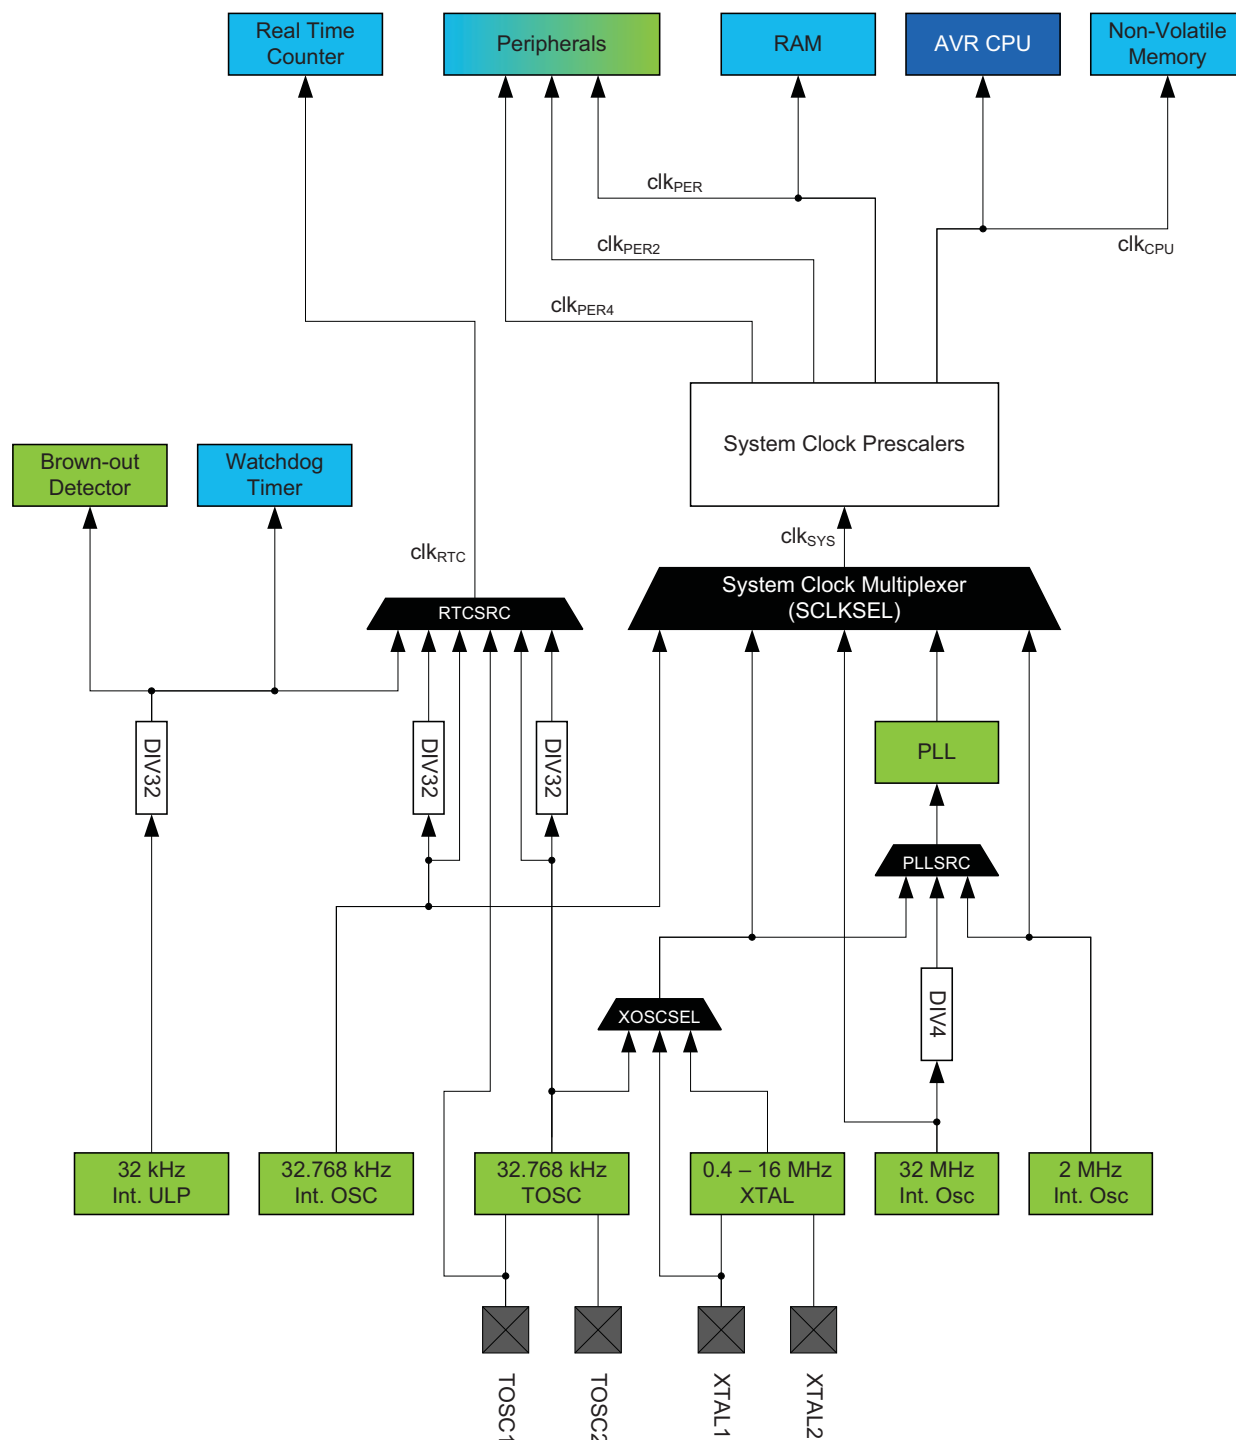 Real Time
Counter
Peripherals
RAM
AVR CPU
Non-Volatile
Memory
clkPER
clkPER2
clkCPU
clkPER4
System Clock Prescalers
Brown-out
Detector
Watchdog
Timer
clkSYS
clkRTC
System Clock Multiplexer
(SCLKSEL)
RTCSRC
DIV32
DIV32
DIV32
PLL
PLLSRC
XOSCSEL
DIV4
32 kHz
Int. ULP
32.768 kHz
Int. OSC
32.768 kHz
TOSC
0.4 – 16 MHz
XTAL
32 MHz
Int. Osc
2 MHz
Int. Osc
TOSC1
TOSC2
XTAL1
XTAL2